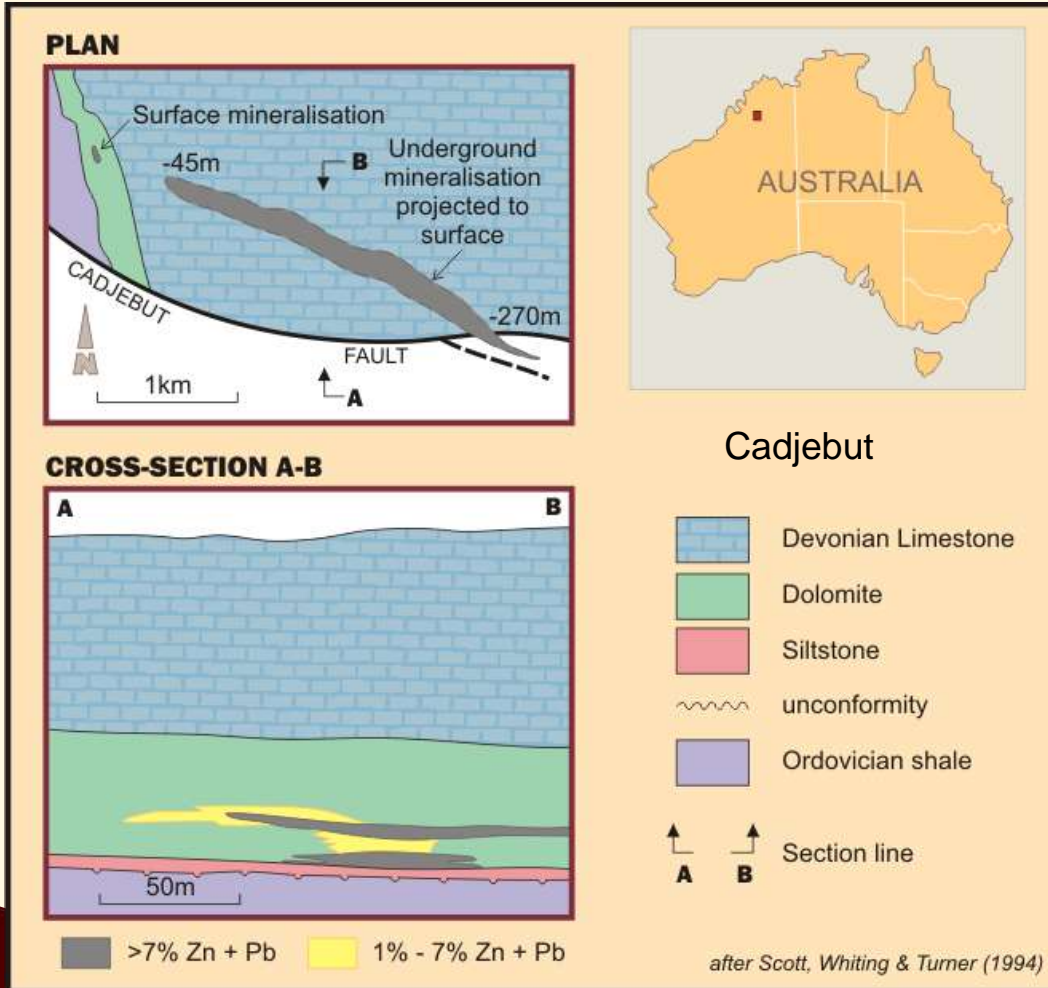 PLAN
Surface mineralisation
-45m
B
Underground
mineralisation
projected to
surface
CADJEBUT
FAULT
-270m
N
1km
A
AUSTRALIA
Cadjebut
CROSS-SECTION A-B
A
B
50m
>7% Zn + Pb
1% - 7% Zn + Pb
Devonian Limestone
Dolomite
Siltstone
unconformity
Ordovician shale
A
B
Section line
after Scott, Whiting & Turner (1994)